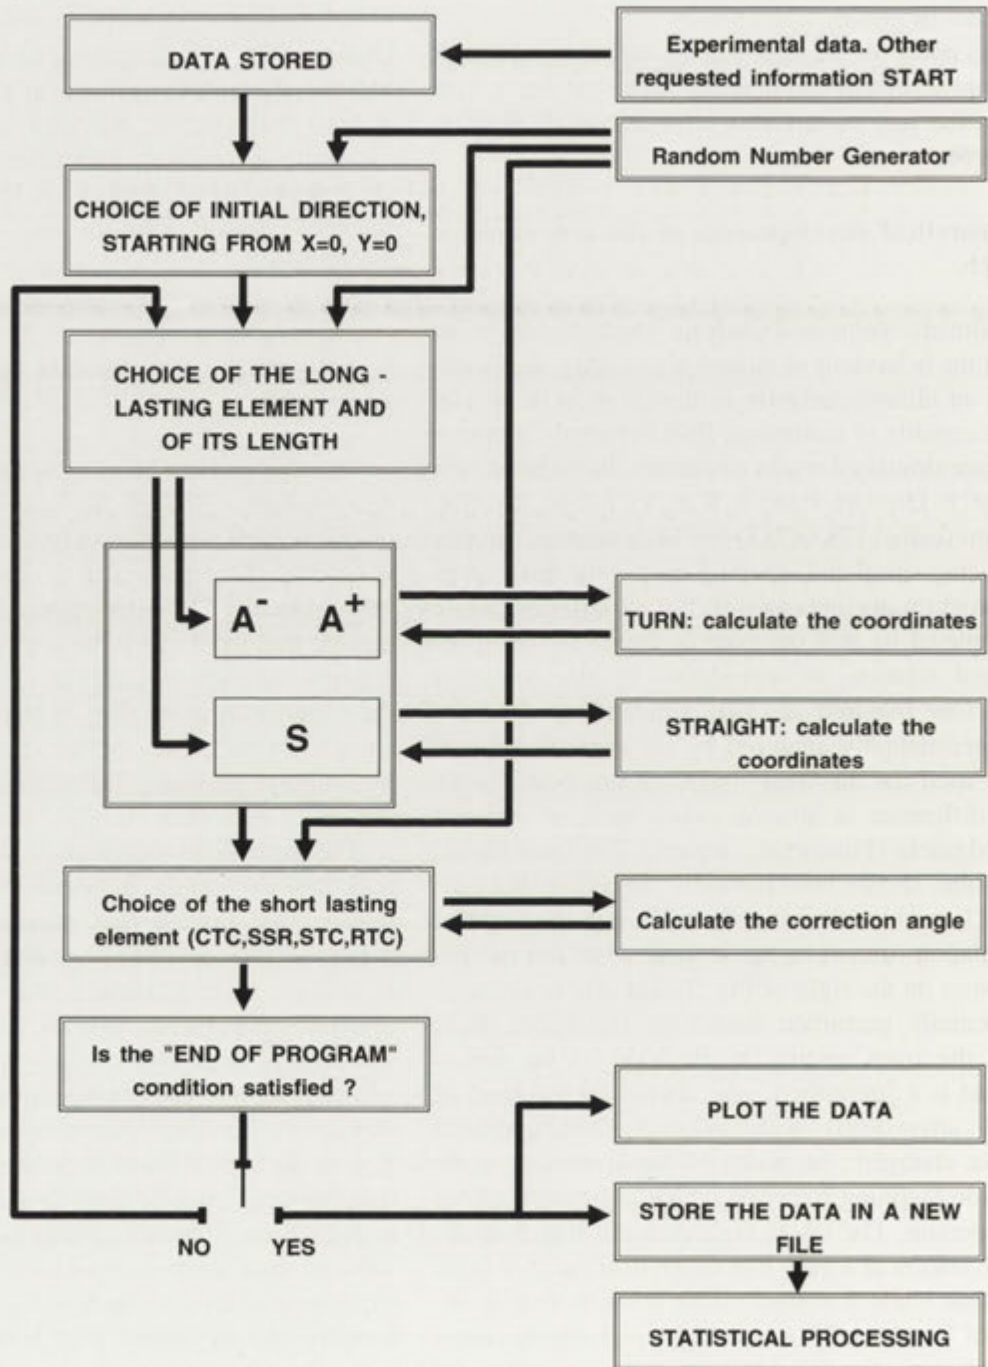 DATA STORED
Experimental data. Other
requested information START
Random Number Generator
CHOICE OF INITIAL DIRECTION,
STARTING FROM X=0, Y=0
CHOICE OF THE LONG -
LASTING ELEMENT AND
OF ITS LENGTH
A- A+
TURN: calculate the coordinates
S
STRAIGHT: calculate the
coordinates
Choice of the short lasting
element (CTC,SSR,STC,RTC)
Calculate the correction angle
Is the "END OF PROGRAM"
condition satisfied ?
PLOT THE DATA
NO YES
STORE THE DATA IN A NEW
FILE
STATISTICAL PROCESSING